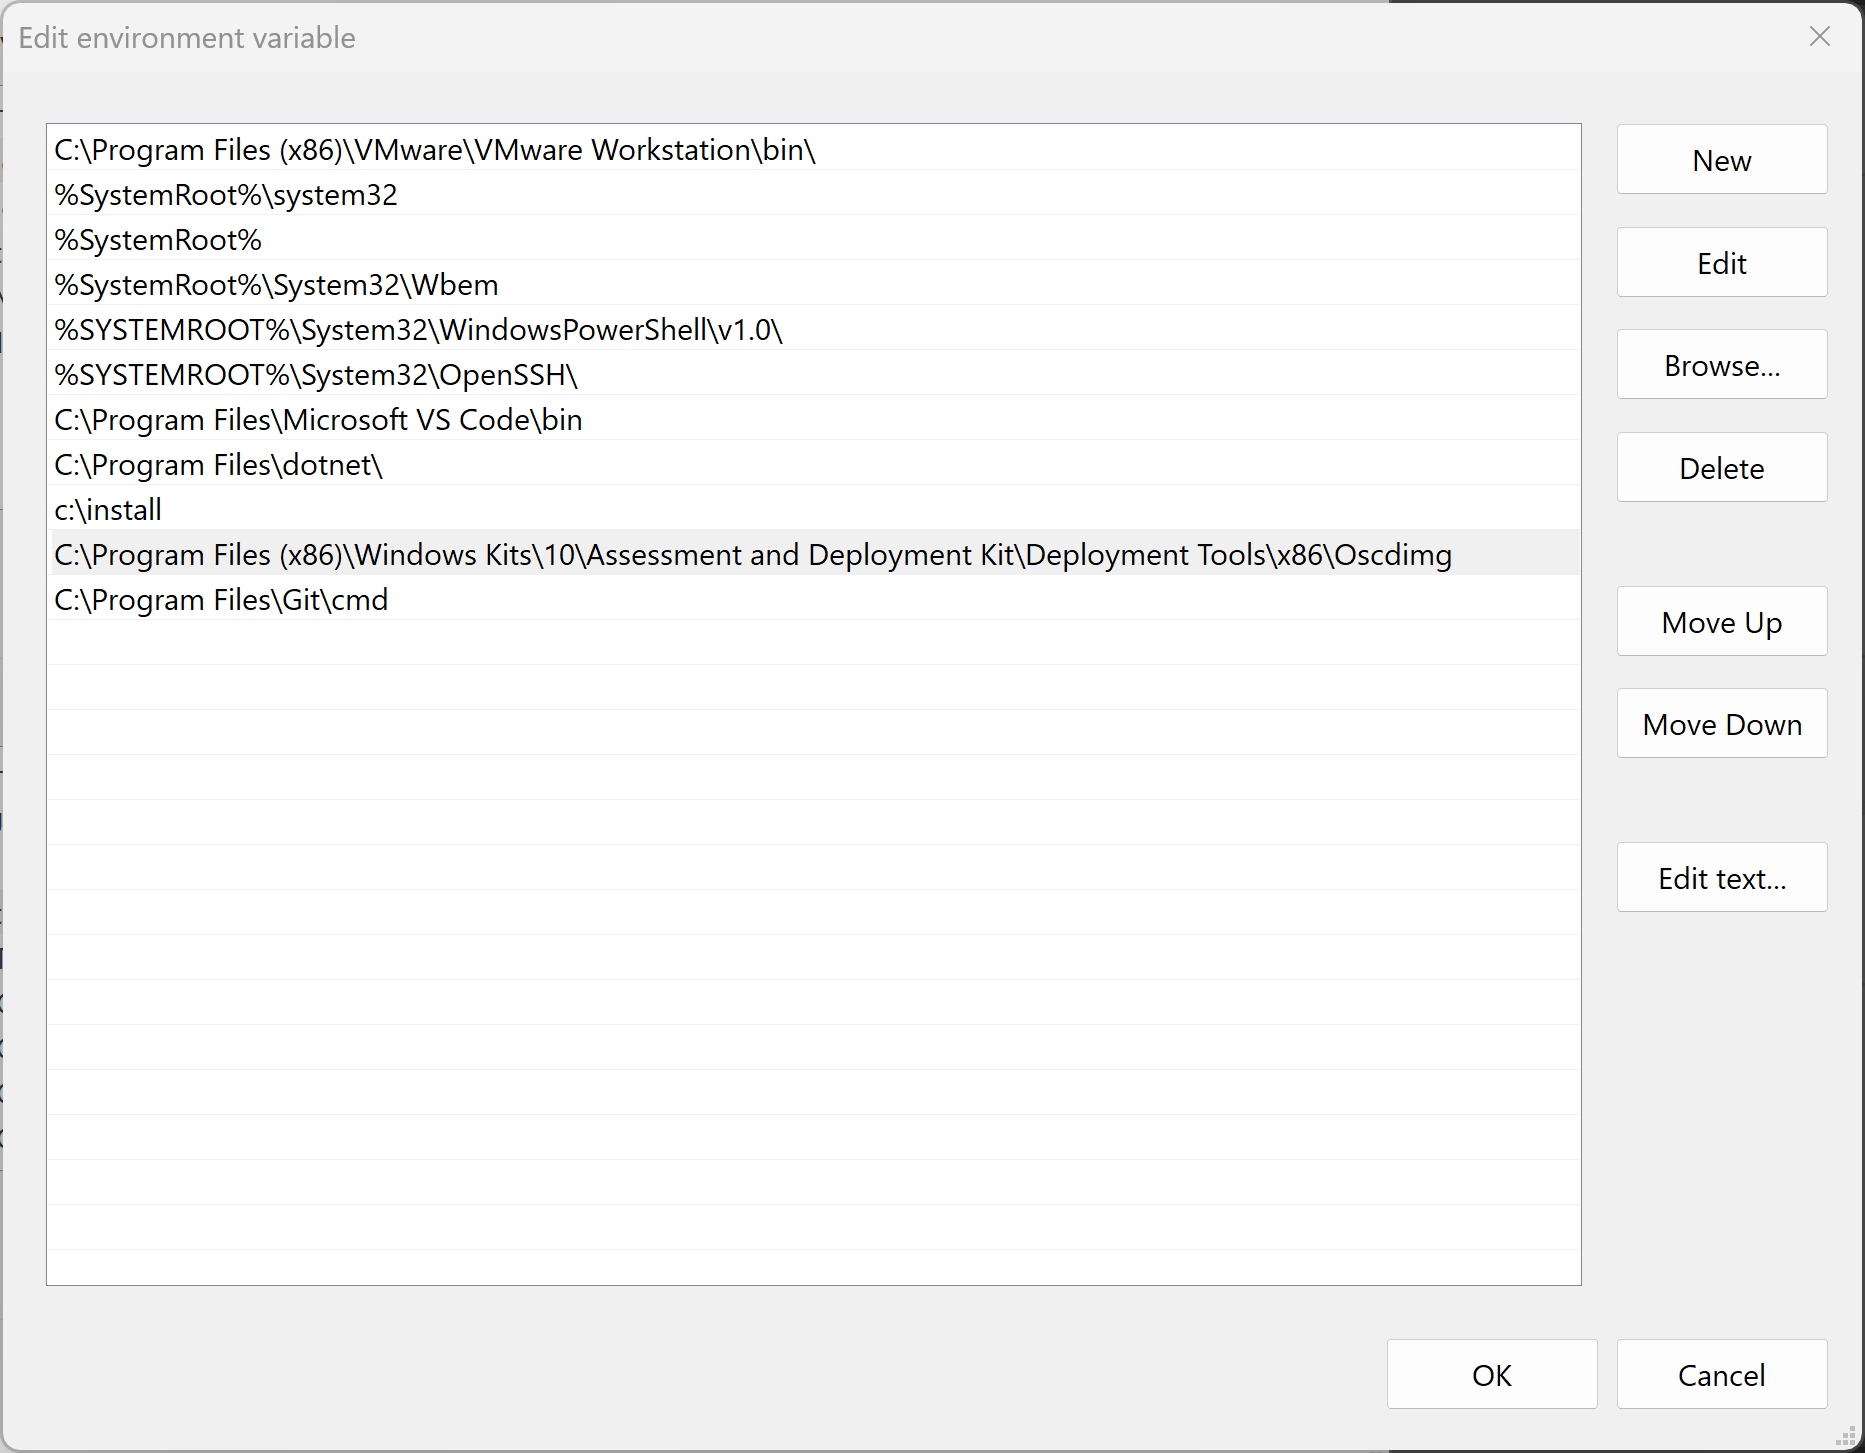 Edit environment variable
C:\Program Files (x86)\VMware\VMware Workstation\bin\
%SystemRoot%\system32
%SystemRoot%
%SystemRoot%\System32\Wbem
%SYSTEMROOT%\System32\WindowsPowerShell\v1.0\
%SYSTEMROOT%\System32\OpenSSH\
C:\Program Files\Microsoft VS Code\bin
C:\Program Files\dotnet\
c:\install
C:\Program Files (x86)\Windows Kits\10\Assessment and Deployment Kit\Deployment Tools\x86\Oscdimg
C:\Program Files\Git\cmd
New
Edit
Browse...
Delete
Move Up
Move Down
Edit text...
OK
Cancel